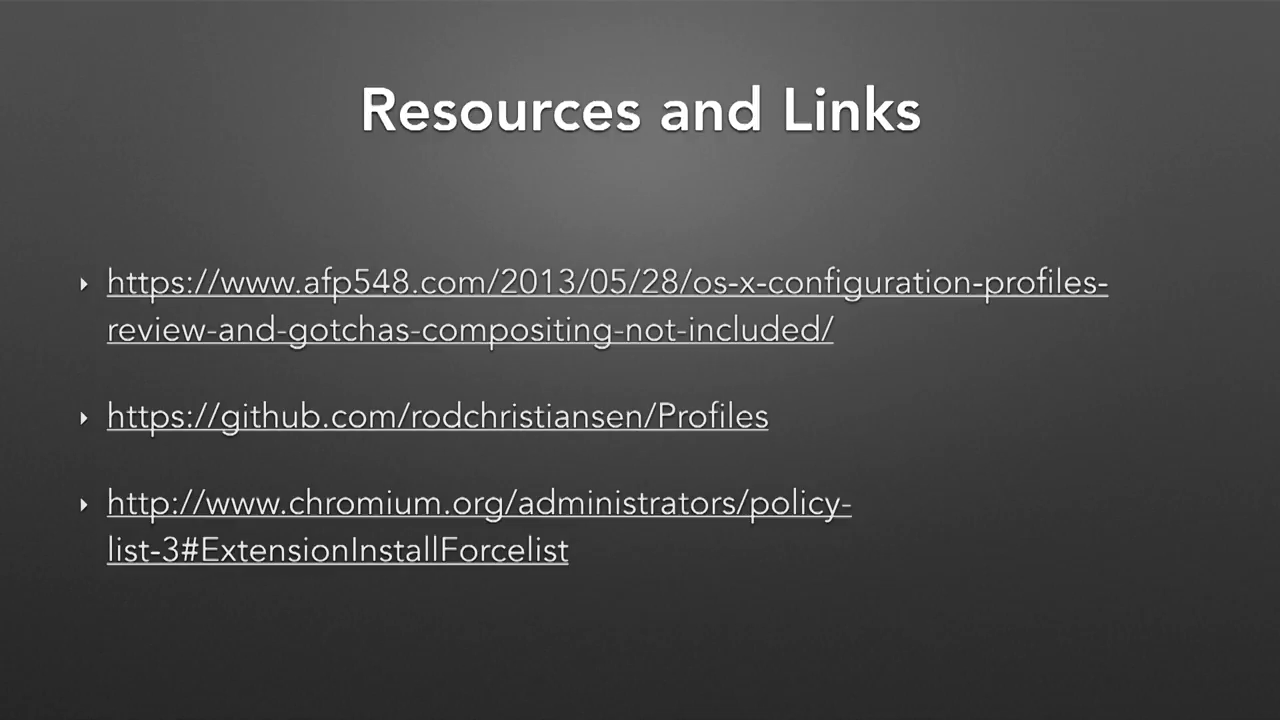 Resources and Links
‣ https://www.afp548.com/2013/05/28/os-x-configuration-profiles-
review-and-gotchas-compositing-not-included/
‣ https://github.com/rodchristiansen/Profiles
‣ http://www.chromium.org/administrators/policy-
list-3#ExtensionInstallForcelist